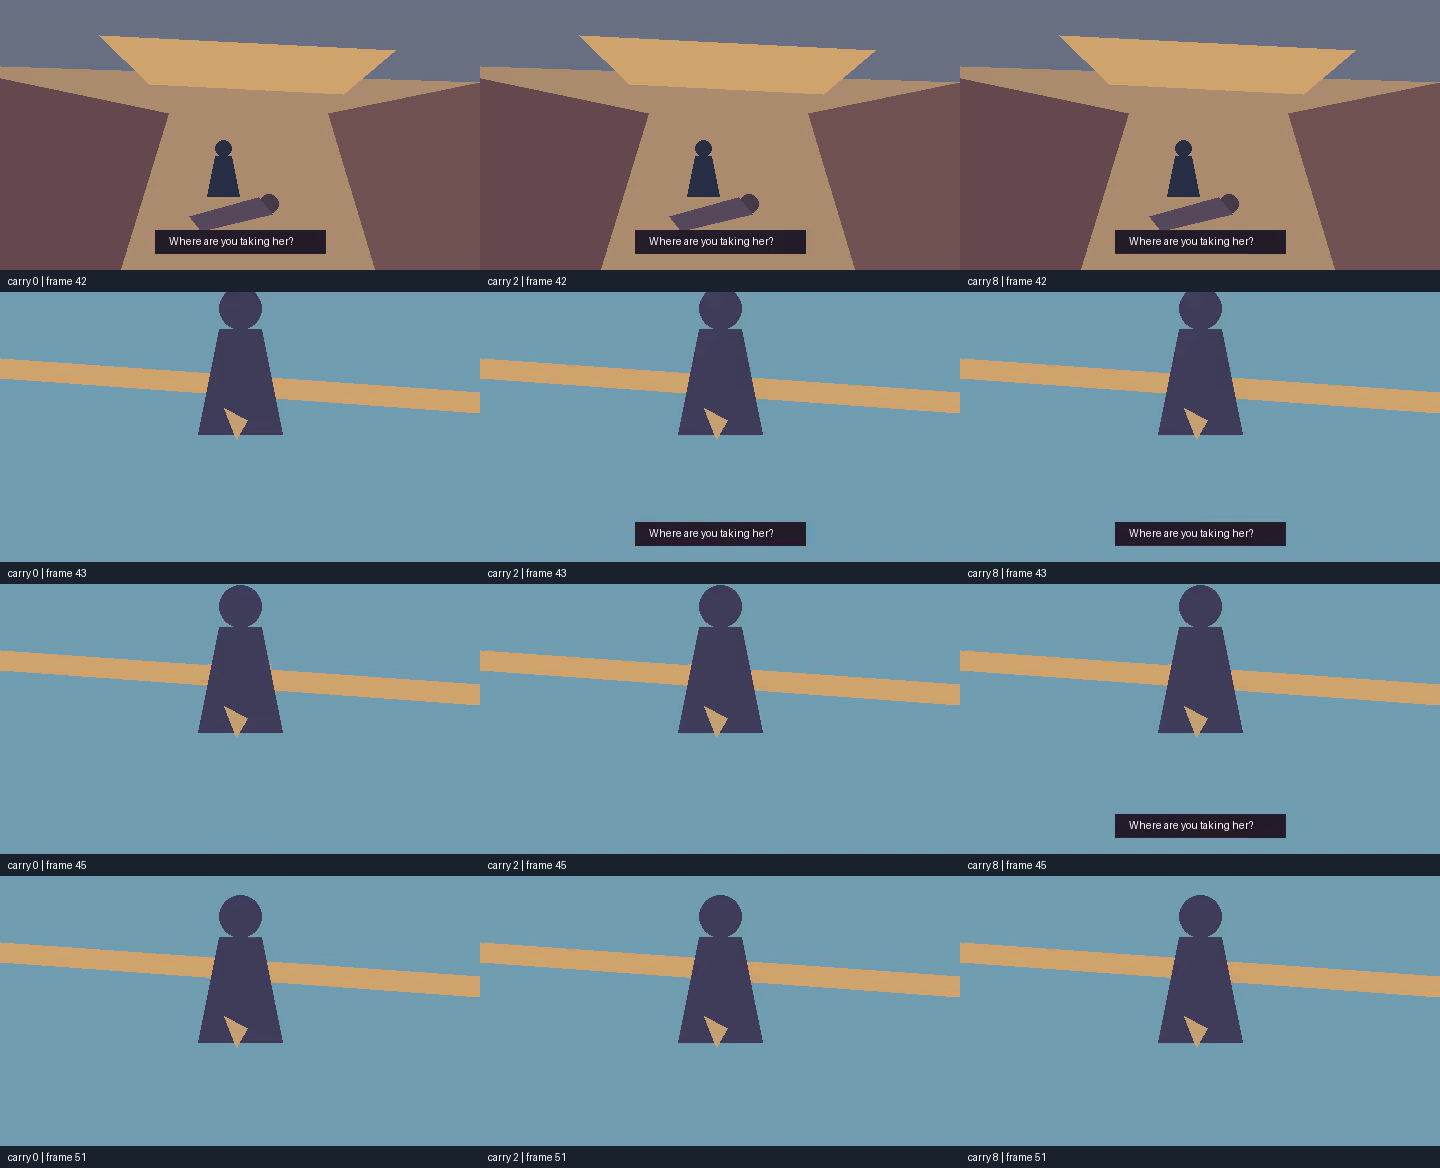 Where are you taking her?
Where are you taking her?
Where are you taking her?
carry 0 | frame 42
carry 2 | frame 42
carry 8 | frame 42
Where are you taking her?
Where are you taking her?
carry 0 | frame 43
carry 2 | frame 43
carry 8 | frame 43
Where are you taking her?
carry 0 | frame 45
carry 2 | frame 45
carry 8 | frame 45
carry 0 | frame 51
carry 2 | frame 51
carry 8 | frame 51